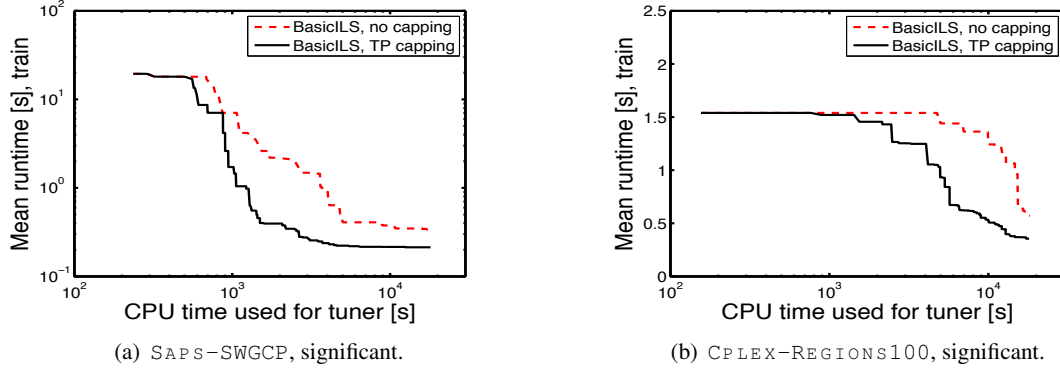 Mean runtime [s], train
10^2
10^1
10^0
10^−1
BasicILS, no capping
BasicILS, TP capping
10^2 10^3 10^4
CPU time used for tuner [s]
(a) SAPS-SWGCP, significant.
Mean runtime [s], train
2.5
2
1.5
1
0.5
0
BasicILS, no capping
BasicILS, TP capping
10^2 10^3 10^4
CPU time used for tuner [s]
(b) CPLEX-REGIONS100, significant.